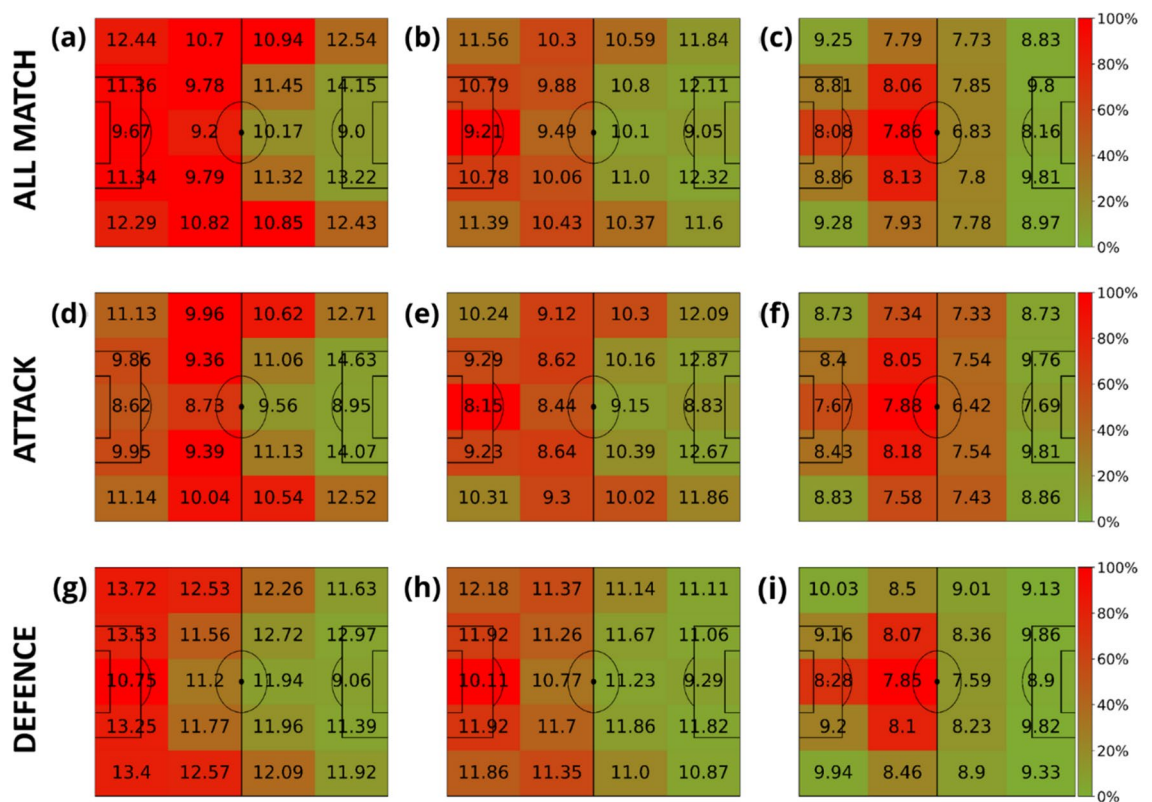 (a) (b) (c)
12.44 10.7 10.94 12.54 11.56 10.3 10.59 11.84 9.25 7.79 7.73 8.83 100%
11.36 9.78 11.45 14.15 10.79 9.88 10.8 12.11 8.81 8.06 7.85 9.8 80%
ALL MATCH 9.67 9.2 10.17 9.0 9.21 9.49 10.1 9.05 8.08 7.86 6.83 8.16 60%
40%
11.34 9.79 11.32 13.22 10.78 10.06 11.0 12.32 8.86 8.13 7.8 9.81 20%
12.29 10.82 10.85 12.43 11.39 10.43 10.37 11.6 9.28 7.93 7.78 8.97 0%
(d) (e) (f)
11.13 9.96 10.62 12.71 10.24 9.12 10.3 12.09 8.73 7.34 7.33 8.73 100%
9.86 9.36 11.06 14.63 9.29 8.62 10.16 12.87 8.4 8.05 7.54 9.76 80%
ATTACK 8.62 8.73 9.56 8.95 8.15 8.44 9.15 8.83 7.67 7.88 6.42 7.69 60%
40%
9.95 9.39 11.13 14.07 9.23 8.64 10.39 12.67 8.43 8.18 7.54 9.81 20%
11.14 10.04 10.54 12.52 10.31 9.3 10.02 11.86 8.83 7.58 7.43 8.86 0%
(g) (h) (i)
13.72 12.53 12.26 11.63 12.18 11.37 11.14 11.11 10.03 8.5 9.01 9.13 100%
13.53 11.56 12.72 12.97 11.92 11.26 11.67 11.06 9.16 8.07 8.36 9.86 80%
DEFENCE 10.75 11.2 11.94 9.06 10.11 10.77 11.23 9.29 8.28 7.85 7.59 8.9 60%
40%
13.25 11.77 11.96 11.39 11.92 11.7 11.86 11.82 9.2 8.1 8.23 9.82 20%
13.4 12.57 12.09 11.92 11.86 11.35 11.0 10.87 9.94 8.46 8.9 9.33 0%